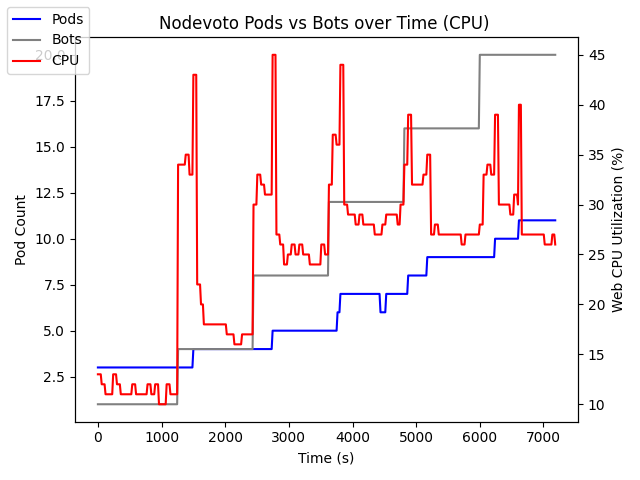 Nodevoto Pods vs Bots over Time (CPU)
Pods
Bots
CPU
Pod Count
20.0
17.5
15.0
12.5
10.0
7.5
5.0
2.5
45
40
35
30
25
20
15
10
Web CPU Utilization (%)
0 1000 2000 3000 4000 5000 6000 7000
Time (s)